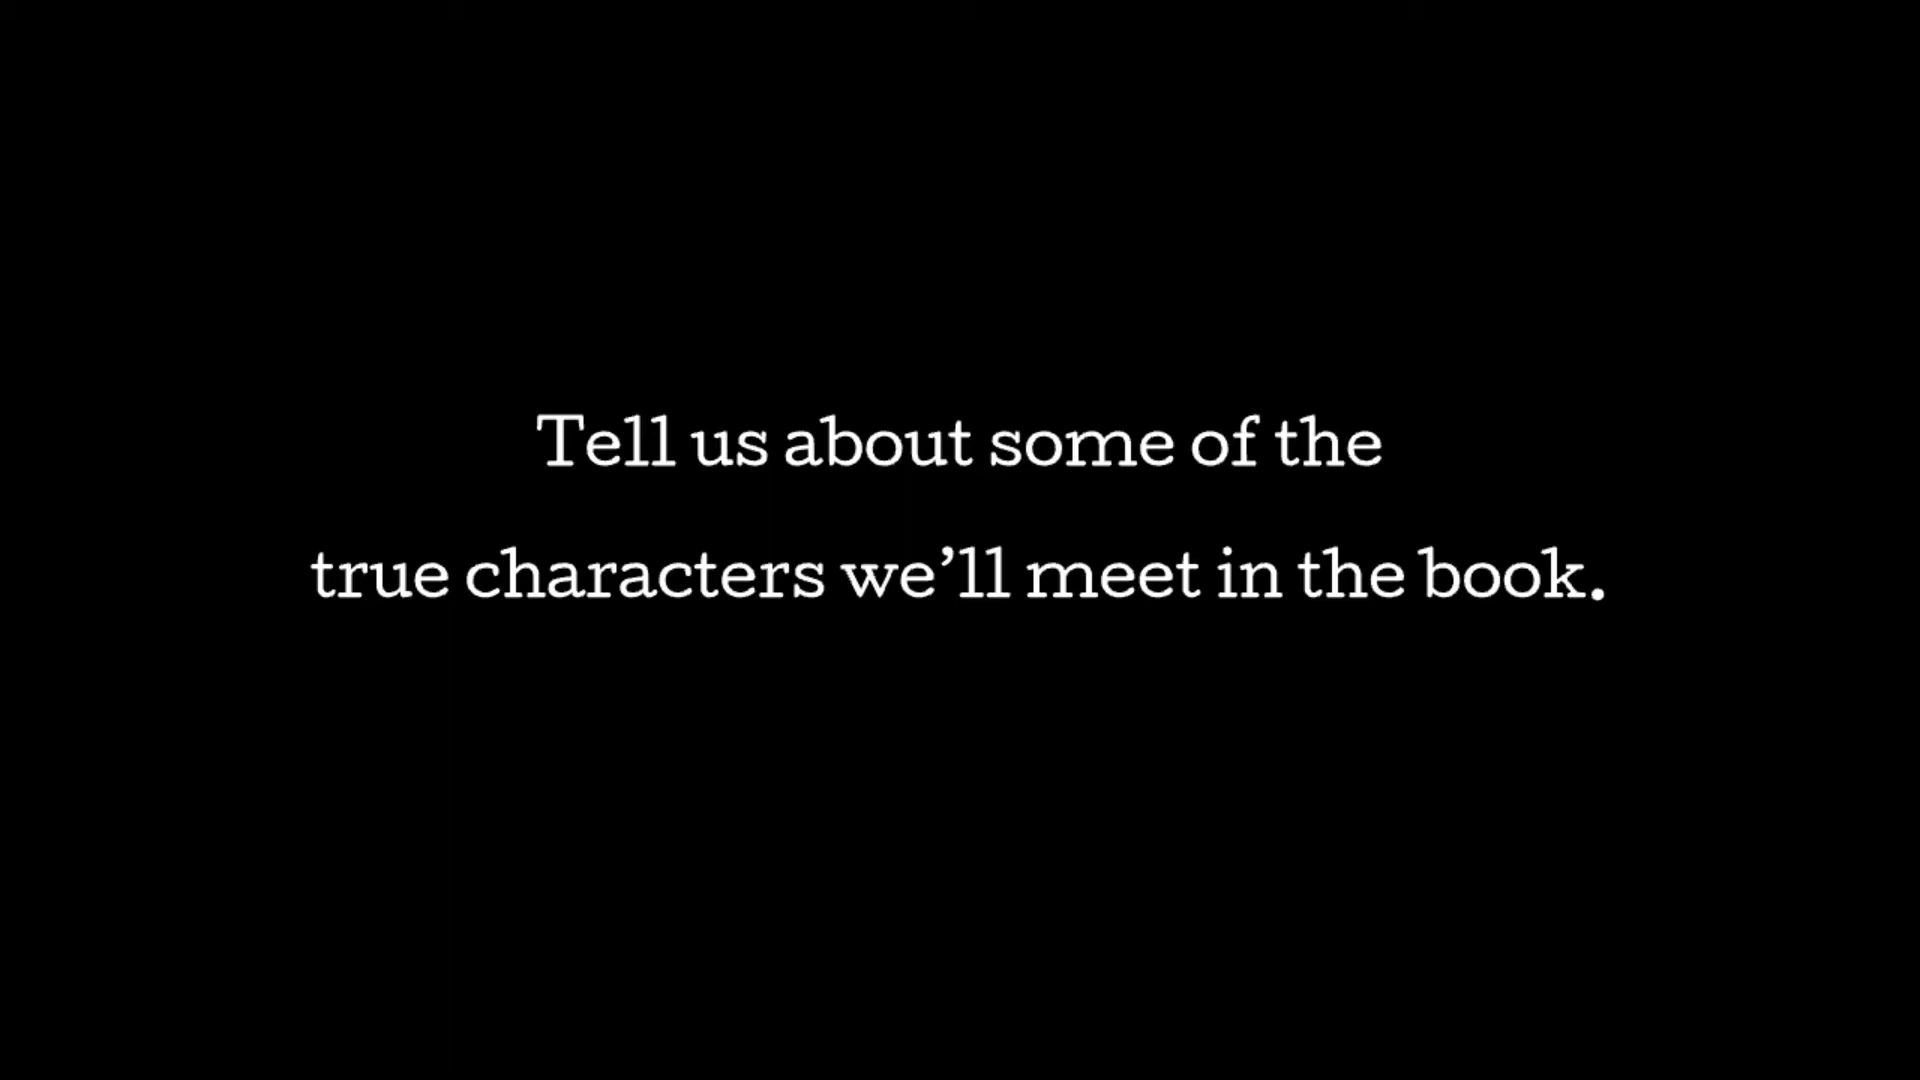 Tell us about some of the
true characters we’ll meet in the book.